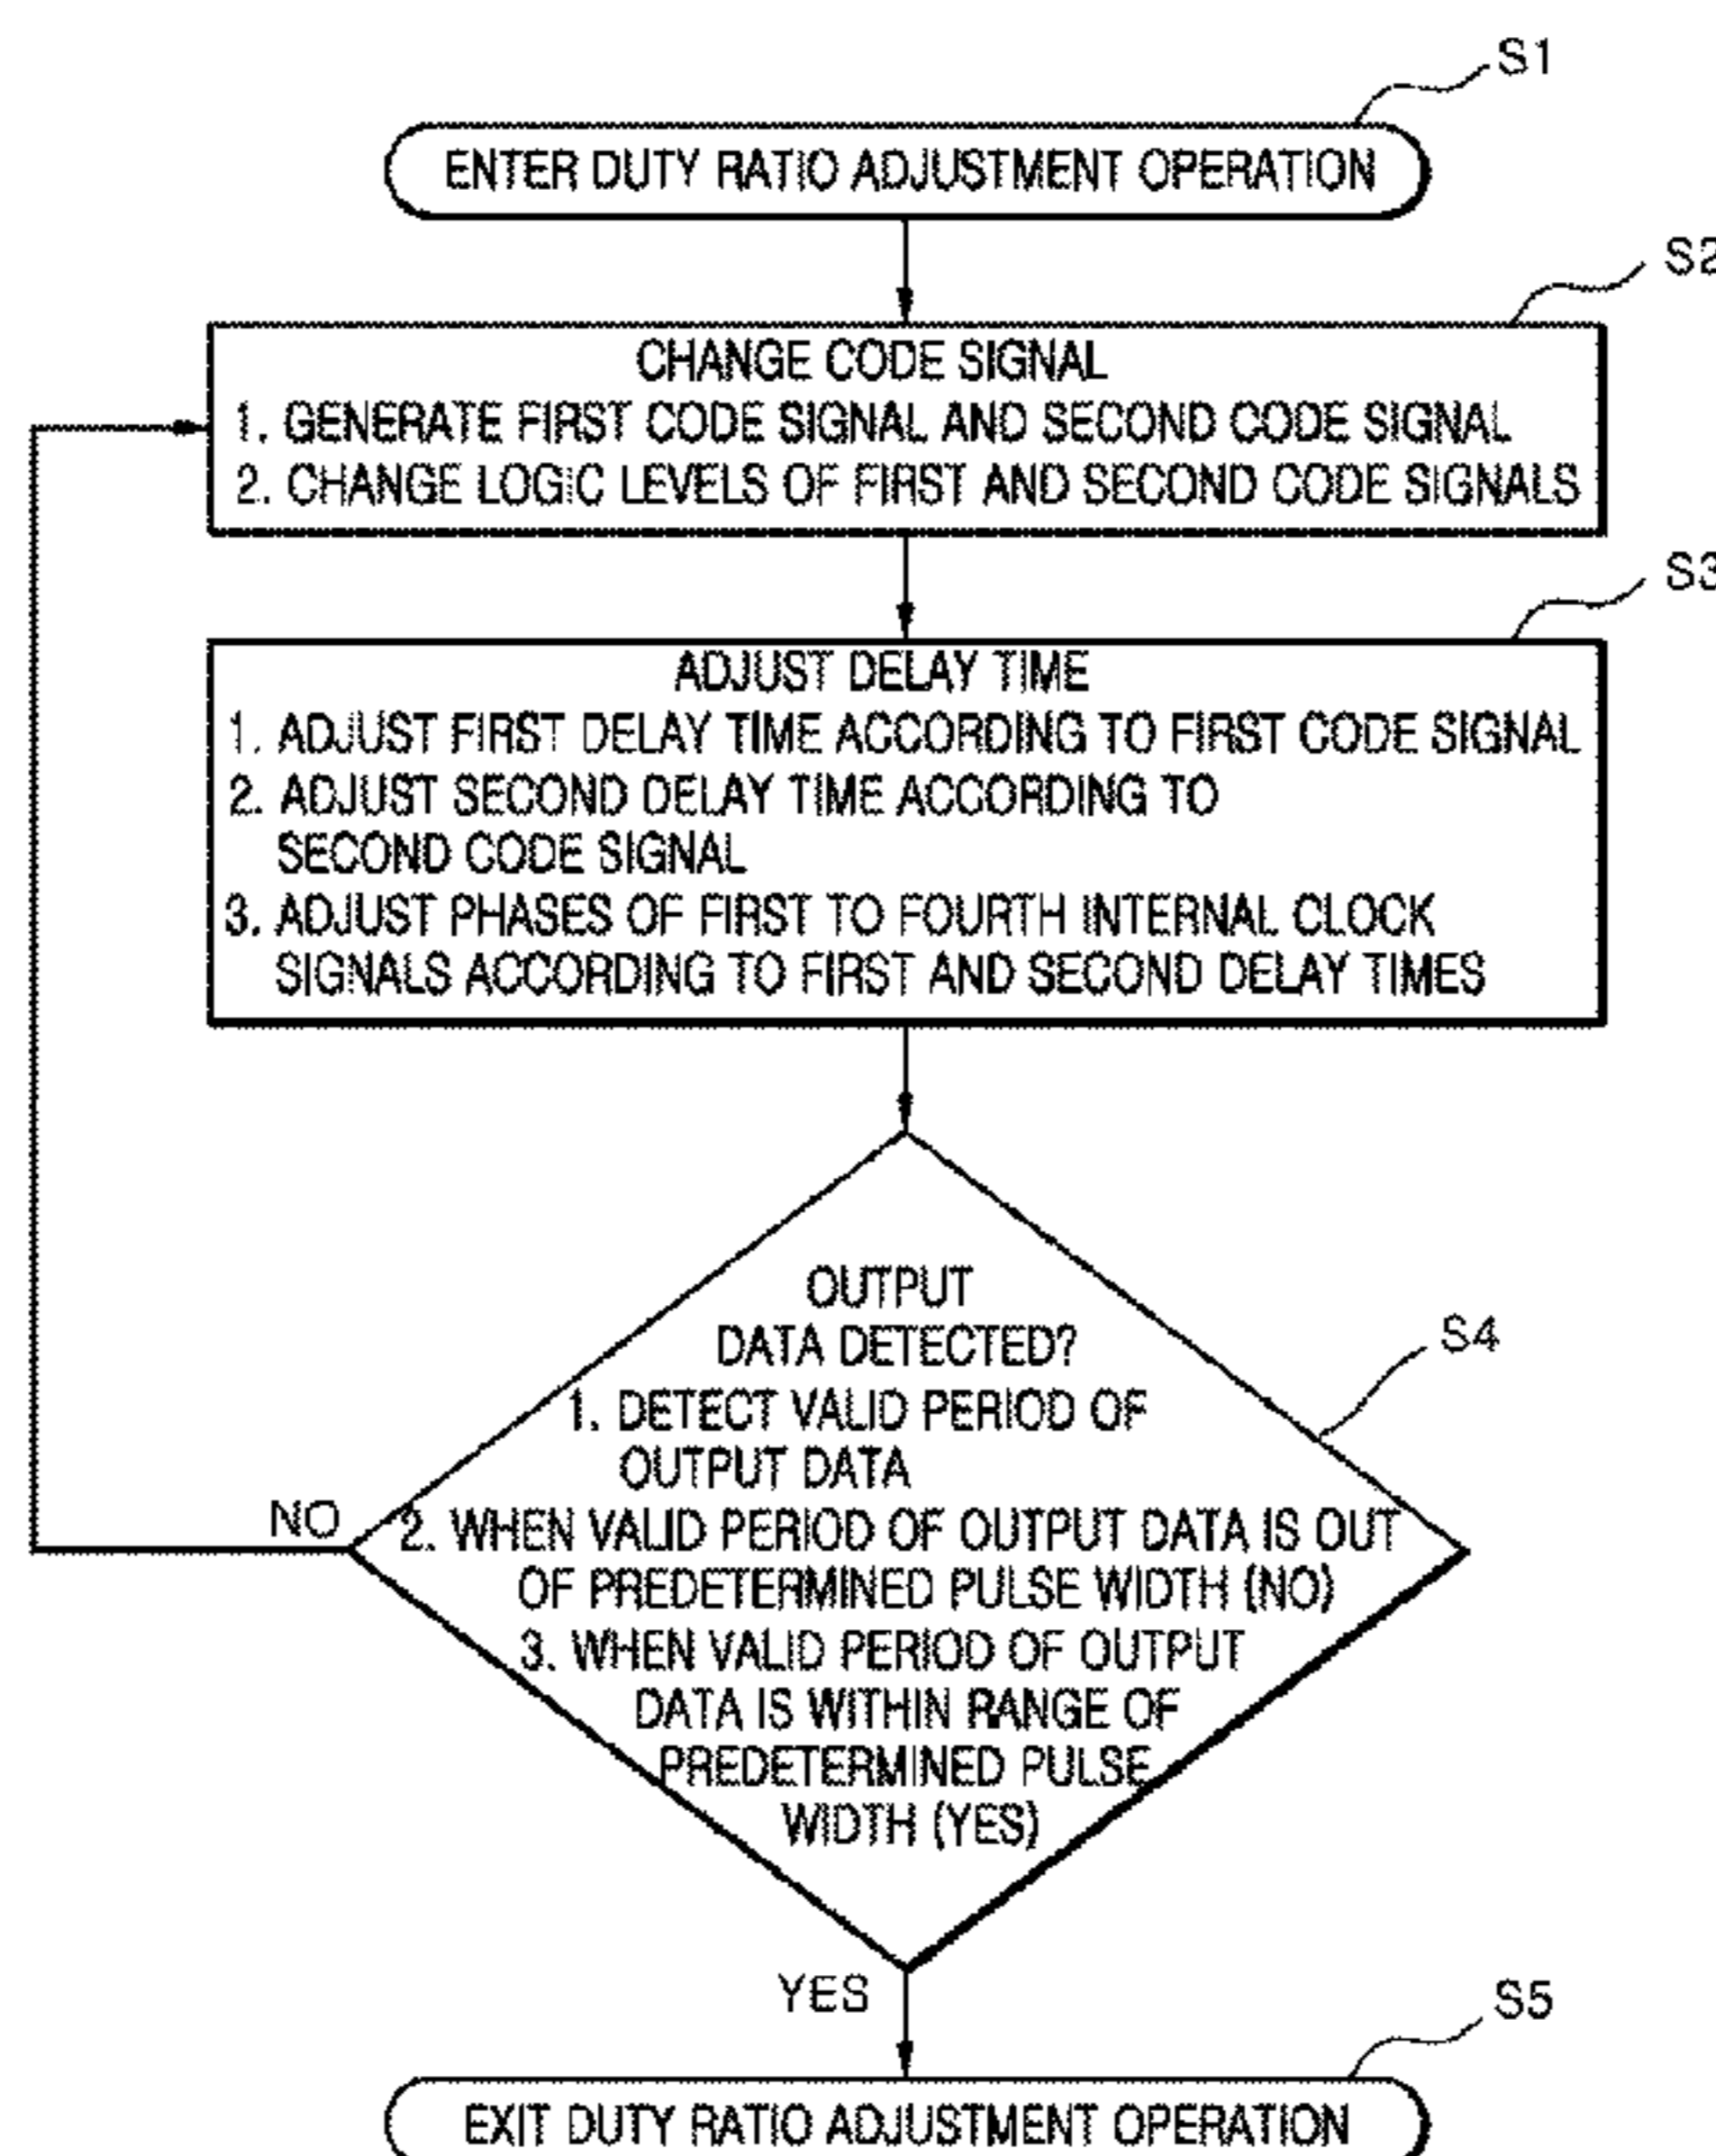 S1
ENTER DUTY RATIO ADJUSTMENT OPERATION
S2
CHANGE CODE SIGNAL
1. GENERATE FIRST CODE SIGNAL AND SECOND CODE SIGNAL
2. CHANGE LOGIC LEVELS OF FIRST AND SECOND CODE SIGNALS
S3
ADJUST DELAY TIME
1. ADJUST FIRST DELAY TIME ACCORDING TO FIRST CODE SIGNAL
2. ADJUST SECOND DELAY TIME ACCORDING TO
SECOND CODE SIGNAL
3. ADJUST PHASES OF FIRST TO FOURTH INTERNAL CLOCK
SIGNALS ACCORDING TO FIRST AND SECOND DELAY TIMES
OUTPUT
DATA DETECTED?
S4
1. DETECT VALID PERIOD OF
OUTPUT DATA
NO
2. WHEN VALID PERIOD OF OUTPUT DATA IS OUT
OF PREDETERMINED PULSE WIDTH (NO)
3. WHEN VALID PERIOD OF OUTPUT
DATA IS WITHIN RANGE OF
PREDETERMINED PULSE
WIDTH (YES)
YES
S5
EXIT DUTY RATIO ADJUSTMENT OPERATION